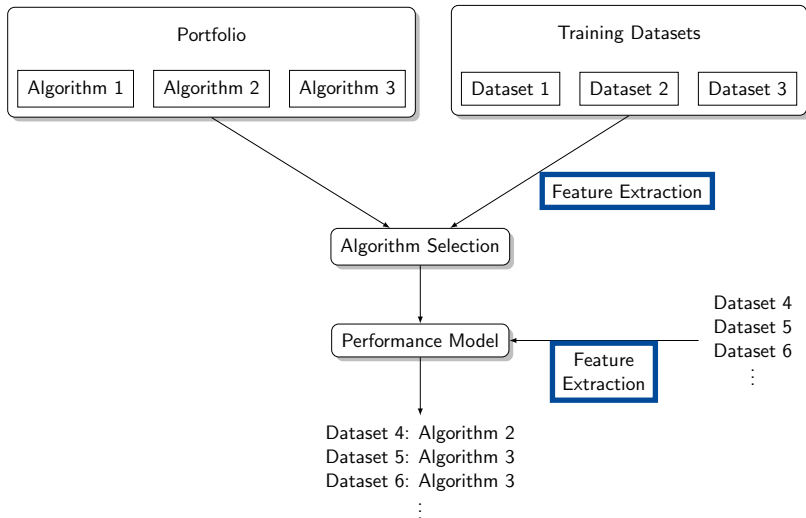 Portfolio
Algorithm 1 Algorithm 2 Algorithm 3
Training Datasets
Dataset 1 Dataset 2 Dataset 3
Feature Extraction
Algorithm Selection
Dataset 4
Dataset 5
Dataset 6
⋮
Performance Model
Feature
Extraction
Dataset 4: Algorithm 2
Dataset 5: Algorithm 3
Dataset 6: Algorithm 3
⋮